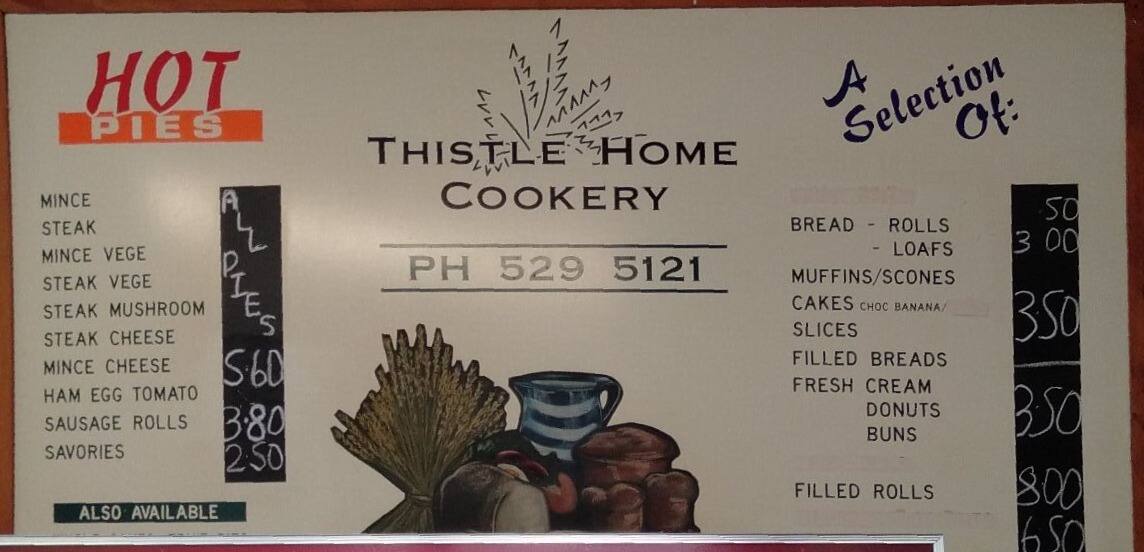 HOT
PIES
MINCE
STEAK
MINCE VEGE
STEAK VEGE
STEAK MUSHROOM
STEAK CHEESE
MINCE CHEESE
HAM EGG TOMATO
SAUSAGE ROLLS
SAVORIES
ALL
PIES
5.60
3.80
2.50
ALSO AVAILABLE
THISTLE HOME
COOKERY
PH 529 5121
A
Selection
Of:
BREAD - ROLLS
- LOAFS
MUFFINS/SCONES
CAKES CHOC BANANA/
SLICES
FILLED BREADS
FRESH CREAM
DONUTS
BUNS
FILLED ROLLS
.50
3 00
3.50
3.50
8.00
6.50